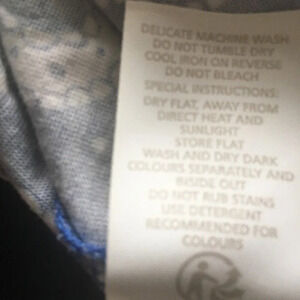 DELICATE MACHINE WASH
DO NOT TUMBLE DRY
COOL IRON ON REVERSE
DO NOT BLEACH
SPECIAL INSTRUCTIONS:
DRY FLAT, AWAY FROM
DIRECT HEAT AND
SUNLIGHT
STORE FLAT
WASH AND DRY DARK
COLOURS SEPARATELY AND
INSIDE OUT
DO NOT RUB STAINS
USE DETERGENT
RECOMMENDED FOR
COLOURS